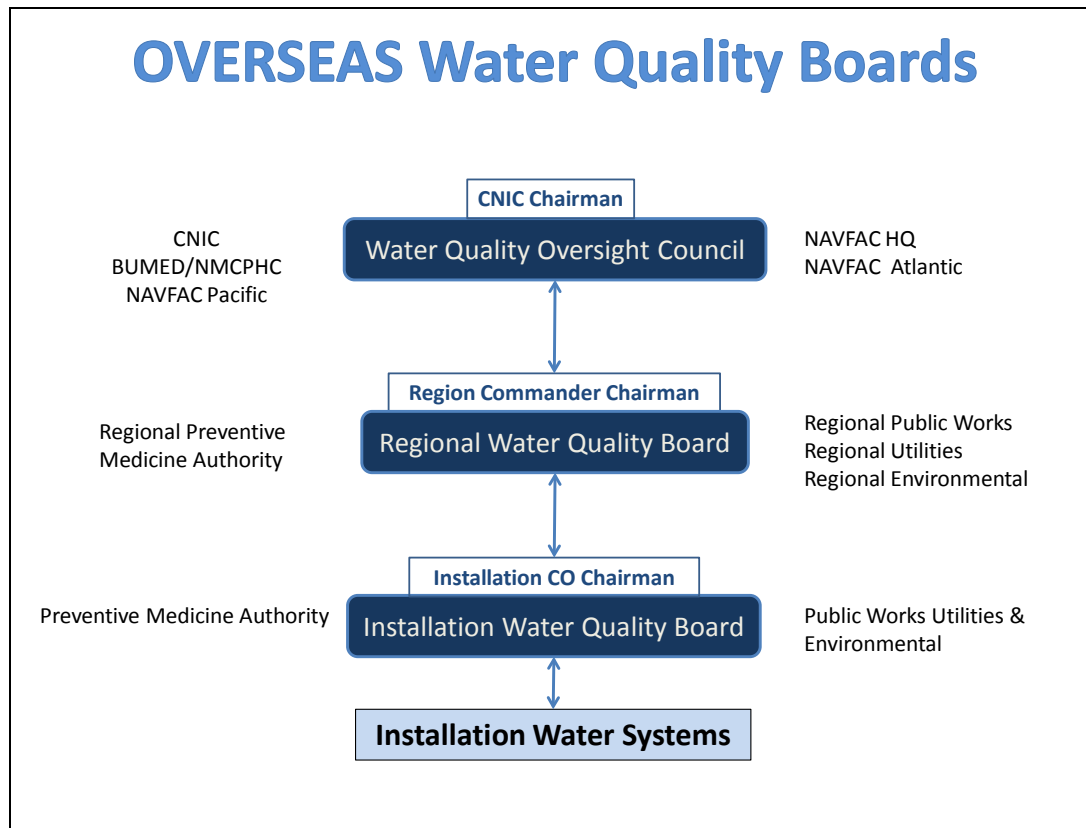 OVERSEAS Water Quality Boards
CNIC Chairman
CNIC
BUMED/NMCPHC
NAVFAC Pacific
Water Quality Oversight Council
NAVFAC HQ
NAVFAC Atlantic
Region Commander Chairman
Regional Preventive
Medicine Authority
Regional Water Quality Board
Regional Public Works
Regional Utilities
Regional Environmental
Installation CO Chairman
Preventive Medicine Authority
Installation Water Quality Board
Public Works Utilities &
Environmental
Installation Water Systems